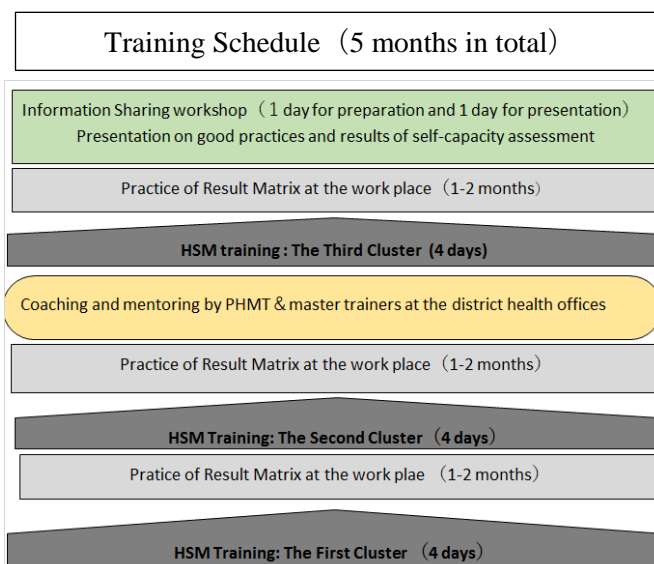 Training Schedule（5 months in total）
Information Sharing workshop （1 day for preparation and 1 day for presentation）
Presentation on good practices and results of self-capacity assessment
Practice of Result Matrix at the work place （1-2 months）
HSM training : The Third Cluster (4 days)
Coaching and mentoring by PHMT & master trainers at the district health offices
Practice of Result Matrix at the work place （1-2 months）
HSM Training: The Second Cluster （4 days）
Pratice of Result Matrix at the work plae （1-2 months）
HSM Training: The First Cluster （4 days）